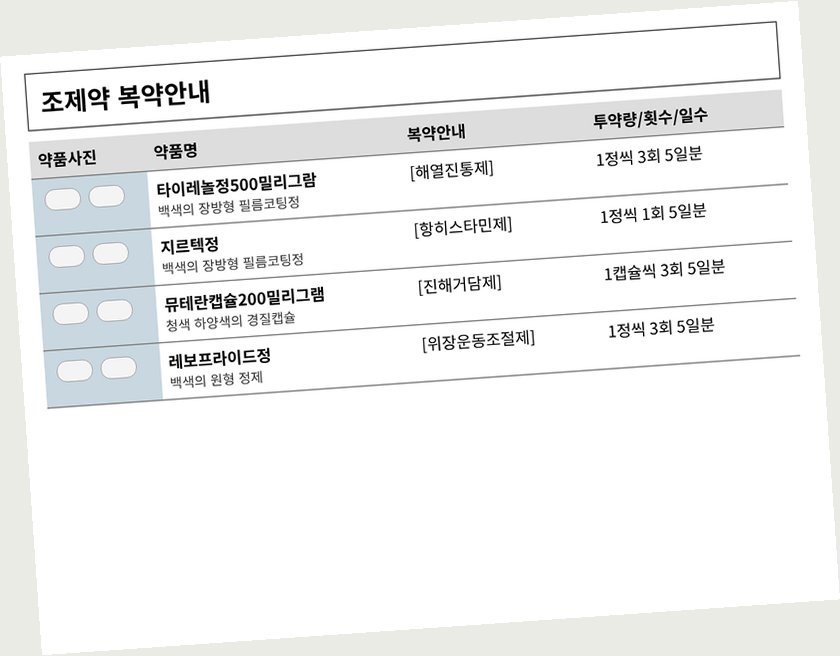 조제약 복약안내
약품사진 약품명 복약안내 투약량/횟수/일수
타이레놀정500밀리그람 [해열진통제] 1정씩 3회 5일분
백색의 장방형 필름코팅정
지르텍정 [항히스타민제] 1정씩 1회 5일분
백색의 장방형 필름코팅정
뮤테란캡슐200밀리그램 [진해거담제] 1캡슐씩 3회 5일분
청색 하양색의 경질캡슐
레보프라이드정 [위장운동조절제] 1정씩 3회 5일분
백색의 원형 정제